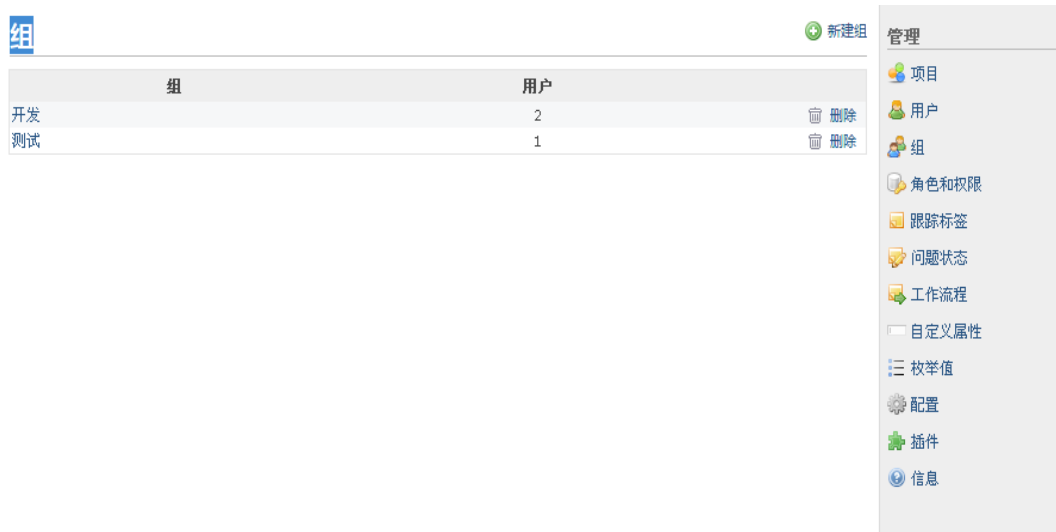 组
新建组
组 用户
开发 2 删除
测试 1 删除
管理
项目
用户
组
角色和权限
跟踪标签
问题状态
工作流程
自定义属性
枚举值
配置
插件
信息